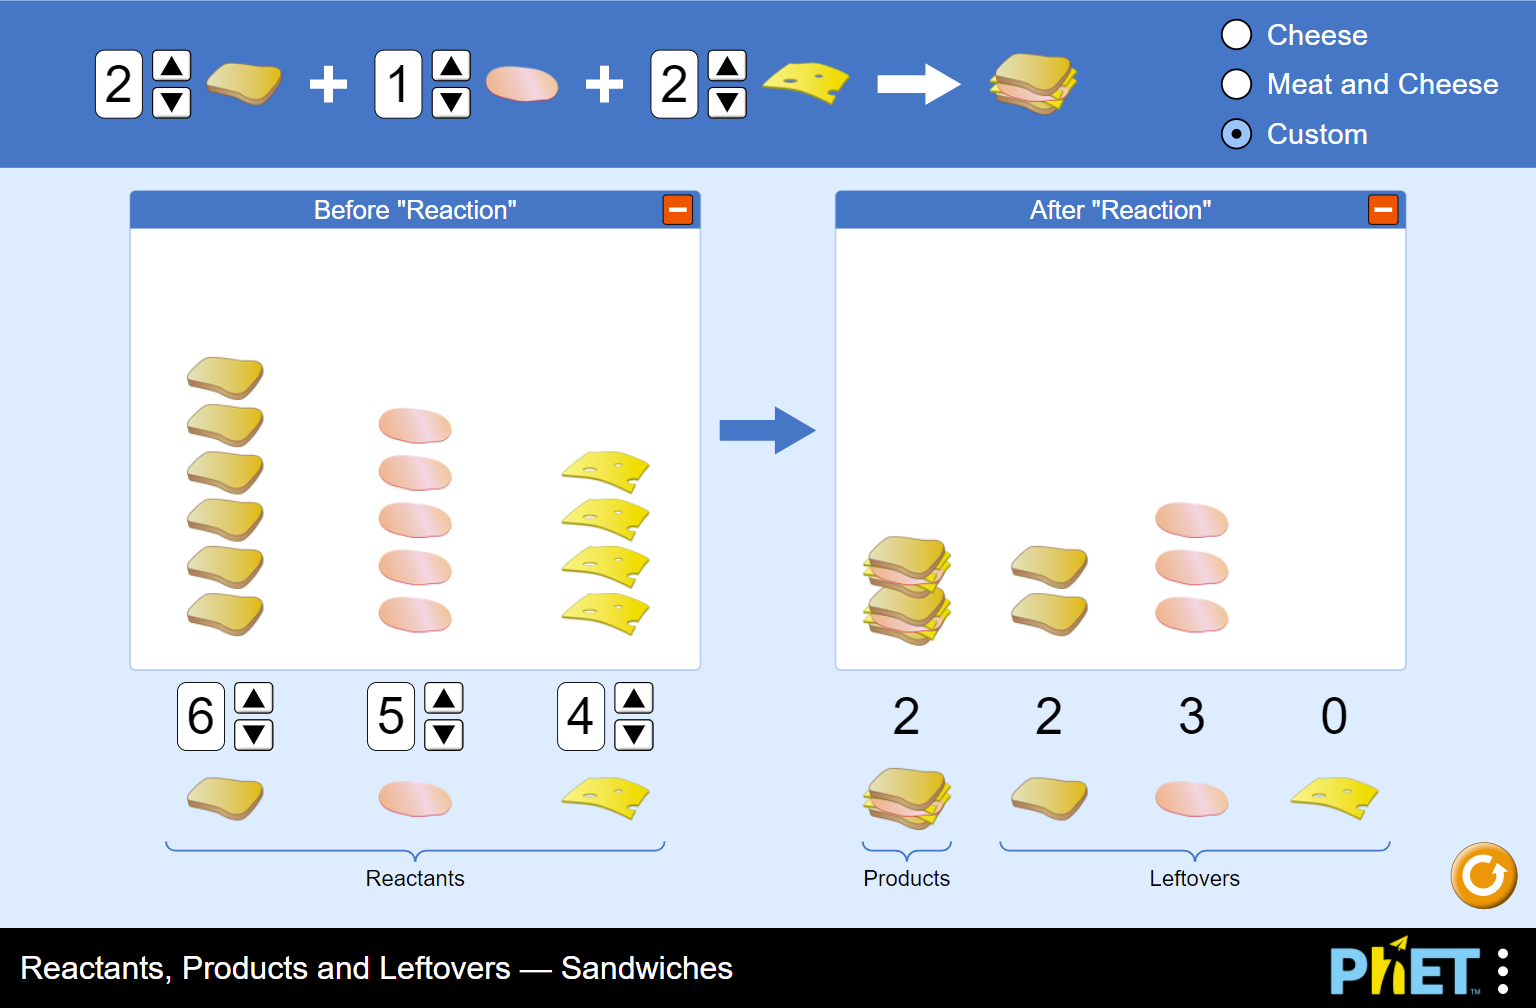 2 + 1 + 2
Cheese
Meat and Cheese
Custom
Before "Reaction"
After "Reaction"
6 5 4
2 2 3 0
Reactants
Products
Leftovers
Reactants, Products and Leftovers — Sandwiches
PhET™